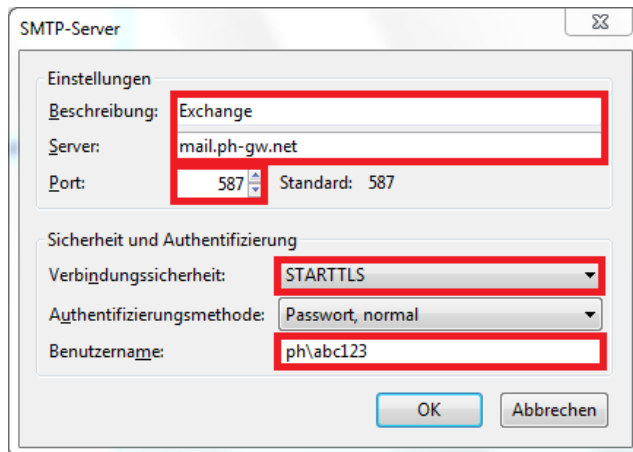 SMTP-Server
Einstellungen
Beschreibung: Exchange
Server: mail.ph-gw.net
Port: 587 Standard: 587
Sicherheit und Authentifizierung
Verbindungssicherheit: STARTTLS
Authentifizierungsmethode: Passwort, normal
Benutzername: ph\abc123
OK Abbrechen